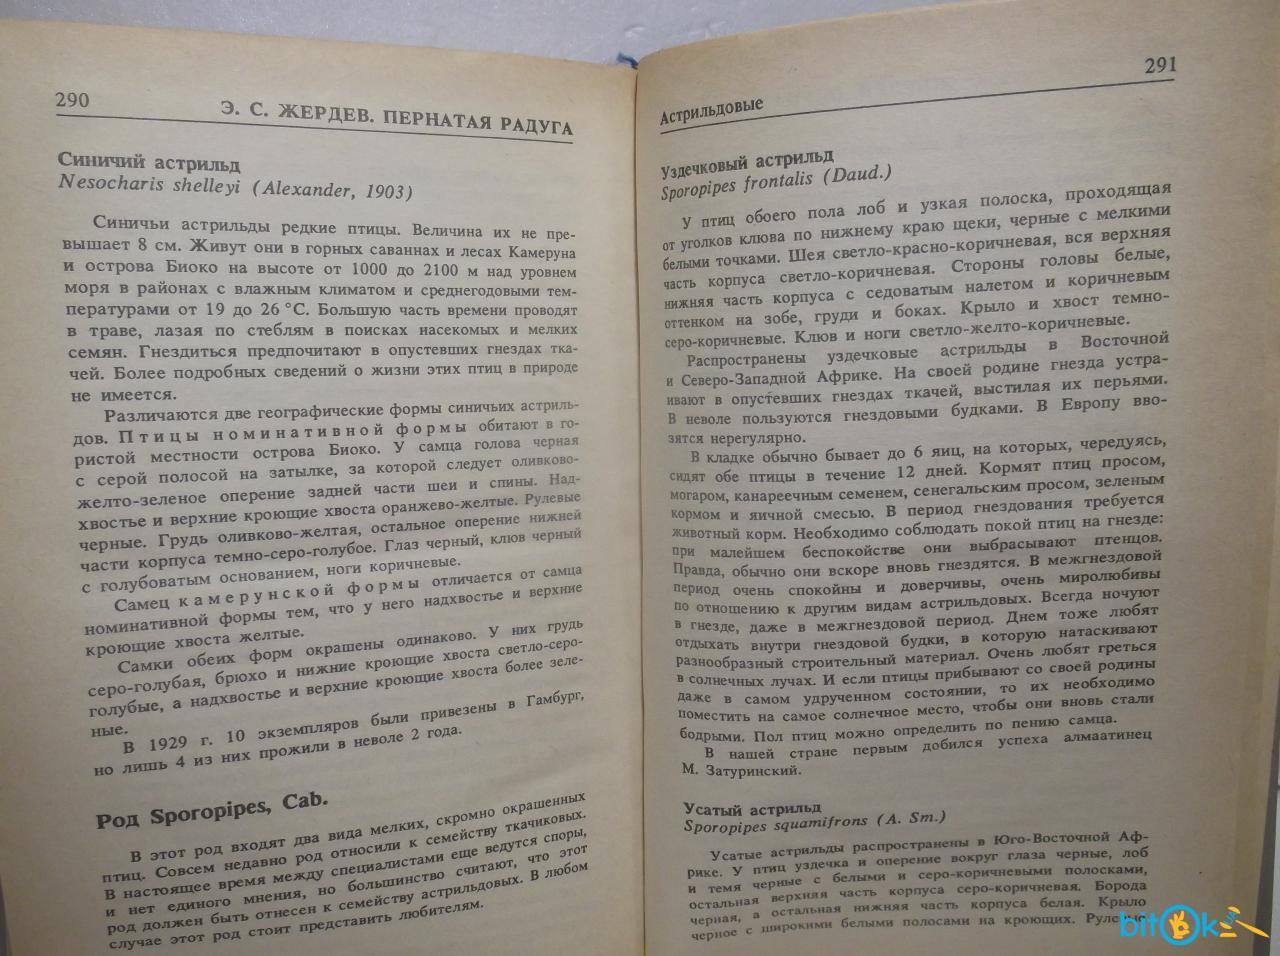 290
Э. С. ЖЕРДЕВ. ПЕРНАТАЯ РАДУГА
Синичий астрильд
Nesocharis shelleyi (Alexander, 1903)
Синичьи астрильды редкие птицы. Величина их не пре-
вышает 8 см. Живут они в горных саваннах и лесах Камеруна
и острова Биоко на высоте от 1000 до 2100 м над уровнем
моря в районах с влажным климатом и среднегодовыми тем-
пературами от 19 до 26 °С. Большую часть времени проводят
в траве, лазая по стеблям в поисках насекомых и мелких
семян. Гнездиться предпочитают в опустевших гнездах тка-
чей. Более подробных сведений о жизни этих птиц в природе
не имеется.
Различаются две географические формы синичьих астриль-
дов. Птицы номинативной формы обитают в го-
ристой местности острова Биоко. У самца голова черная
с серой полосой на затылке, за которой следует оливково-
желто-зеленое оперение задней части шеи и спины. Над-
хвостье и верхние кроющие хвоста оранжево-желтые. Рулевые
черные. Грудь оливково-желтая, остальное оперение нижней
части корпуса темно-серо-голубое. Глаз черный, клюв черный
с голубоватым основанием, ноги коричневые.
Самец камерунской формы отличается от самца
номинативной формы тем, что у него надхвостье и верхние
кроющие хвоста желтые.
Самки обеих форм окрашены одинаково. У них грудь
серо-голубая, брюхо и нижние кроющие хвоста светло-серо-
голубые, а надхвостье и верхние кроющие хвоста более зеле-
ные.
В 1929 г. 10 экземпляров были привезены в Гамбург,
но лишь 4 из них прожили в неволе 2 года.
Род Sporopipes, Cab.
В этот род входят два вида мелких, скромно окрашенных
птиц. Совсем недавно род относили к семейству ткачиковых.
В настоящее время между специалистами еще ведутся споры,
и нет единого мнения, но большинство считают, что этот
род должен быть отнесен к семейству астрильдовых. В любом
случае этот род стоит представить любителям.
291
Астрильдовые
Уздечковый астрильд
Sporopipes frontalis (Daud.)
У птиц обоего пола лоб и узкая полоска, проходящая
от уголков клюва по нижнему краю щеки, черные с мелкими
белыми точками. Шея светло-красно-коричневая, вся верхняя
часть корпуса светло-коричневая. Стороны головы белые,
нижняя часть корпуса с седоватым налетом и коричневым
оттенком на зобе, груди и боках. Крыло и хвост темно-
серо-коричневые. Клюв и ноги светло-желто-коричневые.
Распространены уздечковые астрильды в Восточной
и Северо-Западной Африке. На своей родине гнезда устра-
ивают в опустевших гнездах ткачей, выстилая их перьями.
В неволе пользуются гнездовыми будками. В Европу вво-
зятся нерегулярно.
В кладке обычно бывает до 6 яиц, на которых, чередуясь,
сидят обе птицы в течение 12 дней. Кормят птиц просом,
могаром, канареечным семенем, сенегальским просом, зеленым
кормом и яичной смесью. В период гнездования требуется
животный корм. Необходимо соблюдать покой птиц на гнезде:
при малейшем беспокойстве они выбрасывают птенцов.
Правда, обычно они вскоре вновь гнездятся. В межгнездовой
период очень спокойны и доверчивы, очень миролюбивы
по отношению к другим видам астрильдовых. Всегда ночуют
в гнезде, даже в межгнездовой период. Днем тоже любят
отдыхать внутри гнездовой будки, в которую натаскивают
разнообразный строительный материал. Очень любят греться
в солнечных лучах. И если птицы прибывают со своей родины
даже в самом удрученном состоянии, то их необходимо
поместить на самое солнечное место, чтобы они вновь стали
бодрыми. Пол птиц можно определить по пению самца.
В нашей стране первым добился успеха алмаатинец
М. Затуринский.
Усатый астрильд
Sporopipes squamifrons (A. Sm.)
Усатые астрильды распространены в Юго-Восточной Аф-
рике. У птиц уздечка и оперение вокруг глаза черные, лоб
и темя черные с белыми и серо-коричневыми полосками,
остальная верхняя часть корпуса серо-коричневая. Борода
черная, а остальная нижняя часть корпуса белая. Крыло
черное с широкими белыми полосами на кроющих. Рулевые
bitok